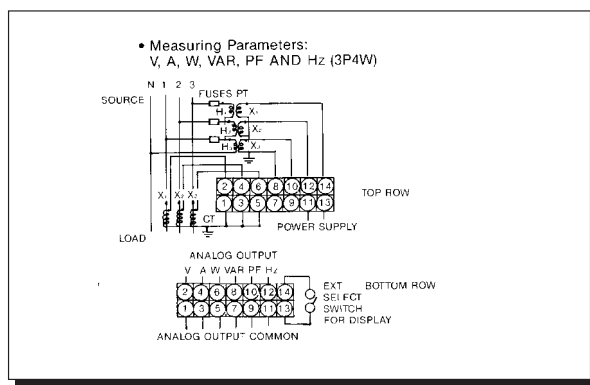 • Measuring Parameters:
V, A, W, VAR, PF AND Hz (3P4W)
N 1 2 3
SOURCE
FUSES PT
H₁ X₁
H₂ X₂
H₃ X₃
2 4 6 8 10 12 14
1 3 5 7 9 11 13
TOP ROW
X₁ X₂ X₃
CT
POWER SUPPLY
LOAD
ANALOG OUTPUT
V A W VAR PF Hz
2 4 6 8 10 12 14
1 3 5 7 9 11 13
EXT
SELECT
SWITCH
FOR DISPLAY
BOTTOM ROW
ANALOG OUTPUT COMMON